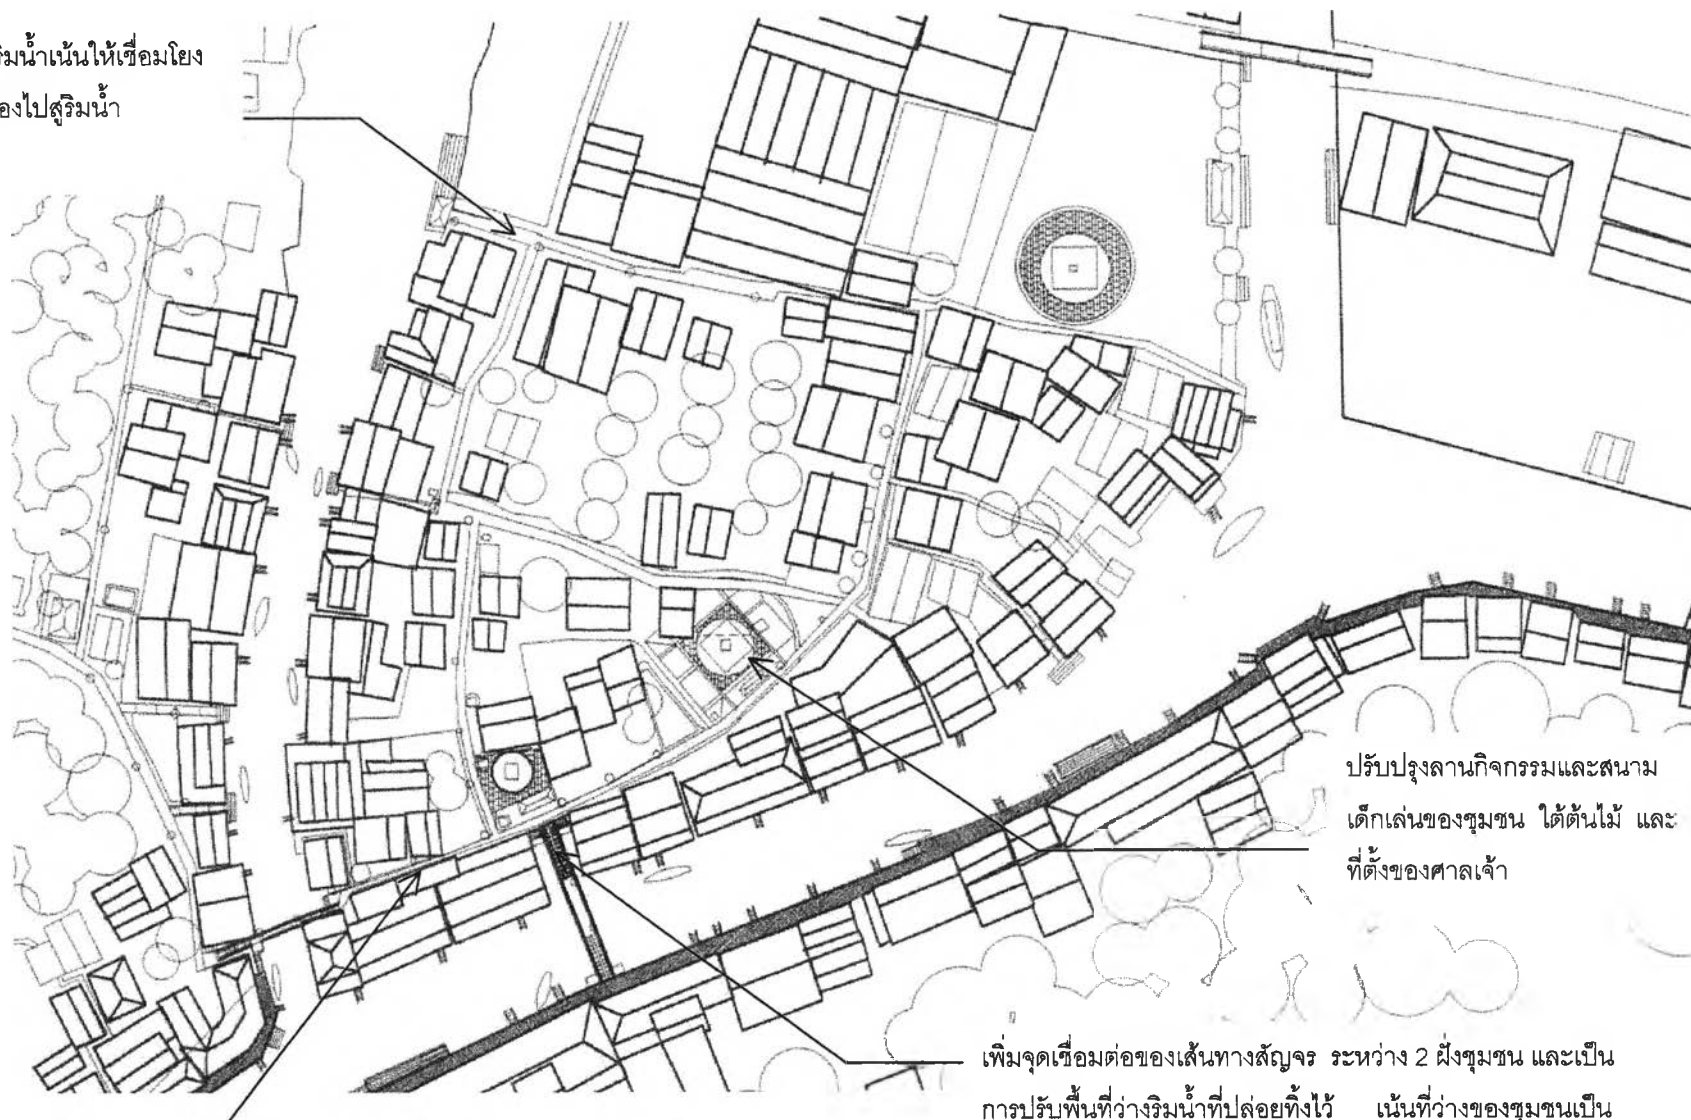 ริมน้ำเน้นให้เชื่อมโยง
องไปสู่ริมน้ำ
ปรับปรุงลานกิจกรรมและสนาม
เด็กเล่นของชุมชน ใต้ต้นไม้ และ
ที่ตั้งของศาลเจ้า
เพิ่มจุดเชื่อมต่อของเส้นทางสัญจร ระหว่าง 2 ฝั่งชุมชน และเป็น
การปรับพื้นที่ว่างริมน้ำที่ปล่อยทิ้งไว้ เน้นที่ว่างของชุมชนเป็น